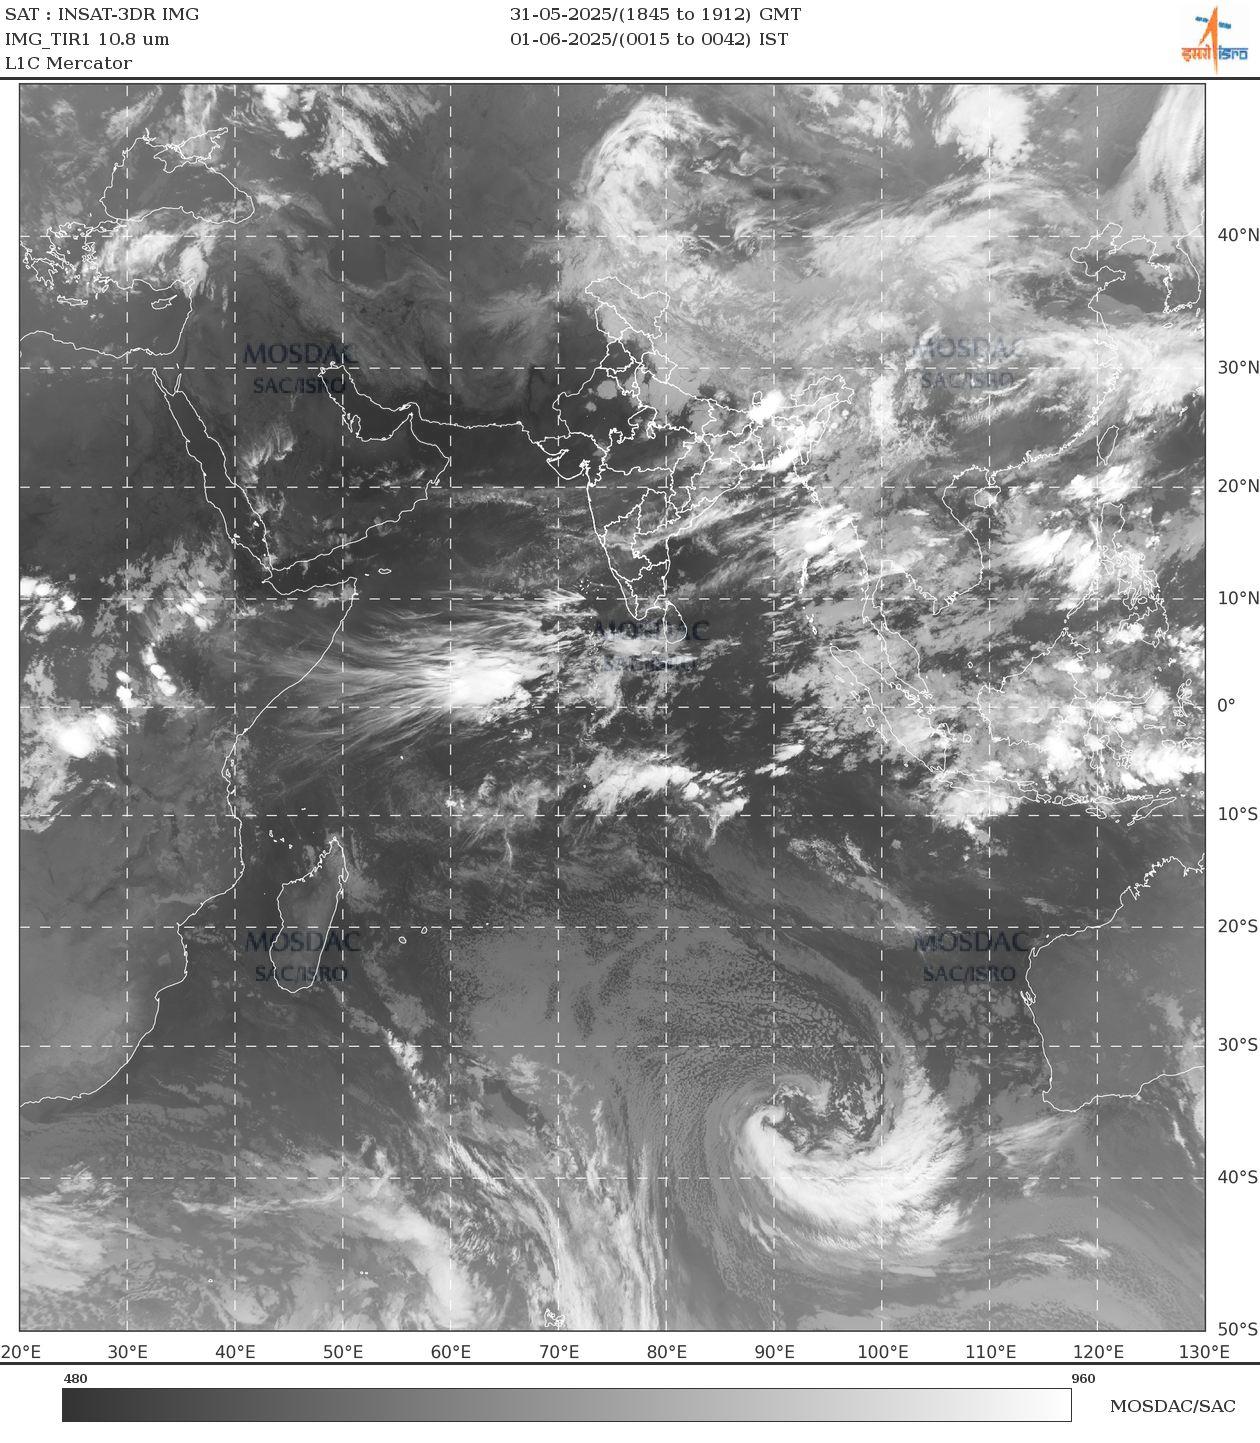 SAT : INSAT-3DR IMG
31-05-2025/(1845 to 1912) GMT
IMG_TIR1 10.8 um
01-06-2025/(0015 to 0042) IST
L1C Mercator
इसरो isro
40°N
MOSDAC
SAC/ISRO
MOSDAC
SAC/ISRO
30°N
20°N
10°N
MOSDAC
SAC/ISRO
0°
10°S
20°S
MOSDAC
SAC/ISRO
MOSDAC
SAC/ISRO
30°S
40°S
50°S
20°E 30°E 40°E 50°E 60°E 70°E 80°E 90°E 100°E 110°E 120°E 130°E
480
960
MOSDAC/SAC